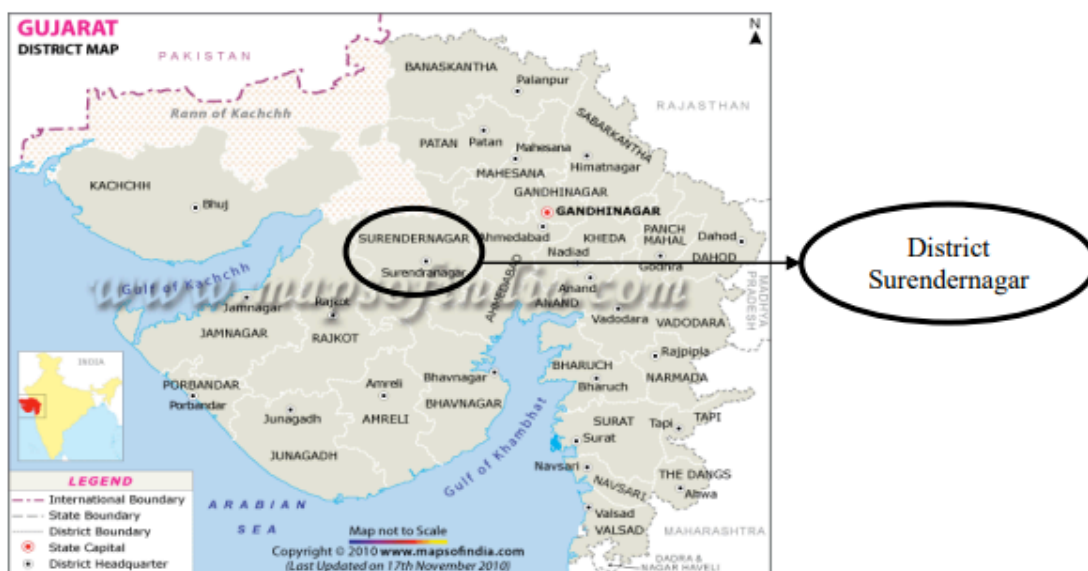 GUJARAT
DISTRICT MAP
N
PAKISTAN
RAJASTHAN
Rann of Kachchh
BANASKANTHA
Palanpur
SABARKANTHA
PATAN
Patan
Mahesana
MAHESANA
Himatnagar
GANDHINAGAR
GANDHINAGAR
KACHCHH
Bhuj
SURENDERNAGAR
Surendranagar
Ahmedabad
AHMEDABAD
KHEDA
Nadiad
PANCH
MAHAL
Godhra
Dahod
DAHOD
District
Surendernagar
Gulf of Kachchh
www.mapsofindia.com
Jamnagar
JAMNAGAR
Rajkot
RAJKOT
Anand
ANAND
Vadodara
VADODARA
MADHYA
PRADESH
Rajpipla
NARMADA
BHARUCH
Bharuch
PORBANDAR
Porbandar
Junagadh
JUNAGADH
Amreli
AMRELI
Bhavnagar
BHAVNAGAR
Gulf of Khambhat
SURAT
Surat
Tapi
TAPI
Navsari
NAVSARI
THE DANGS
Ahwa
Valsad
VALSAD
MAHARASHTRA
DADRA &
NAGAR HAVELI
ARABIAN
SEA
INDIA
LEGEND
International Boundary
State Boundary
District Boundary
State Capital
District Headquarter
Map not to Scale
Copyright © 2010 www.mapsofindia.com
(Last Updated on 17th November 2010)